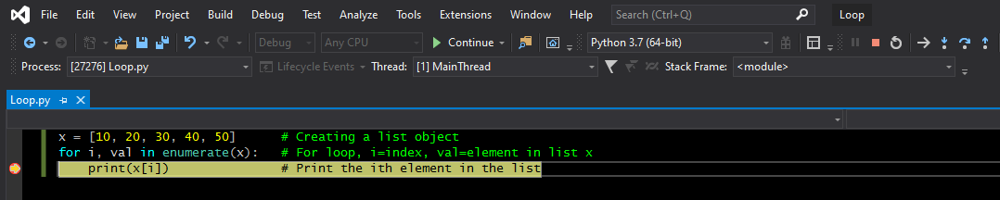 File Edit View Project Build Debug Test Analyze Tools Extensions Window Help Search (Ctrl+Q) Loop
Debug Any CPU Continue Python 3.7 (64-bit)
Process: [27276] Loop.py Lifecycle Events Thread: [1] MainThread Stack Frame: <module>
Loop.py
x = [10, 20, 30, 40, 50] # Creating a list object
for i, val in enumerate(x): # For loop, i=index, val=element in list x
print(x[i]) # Print the ith element in the list